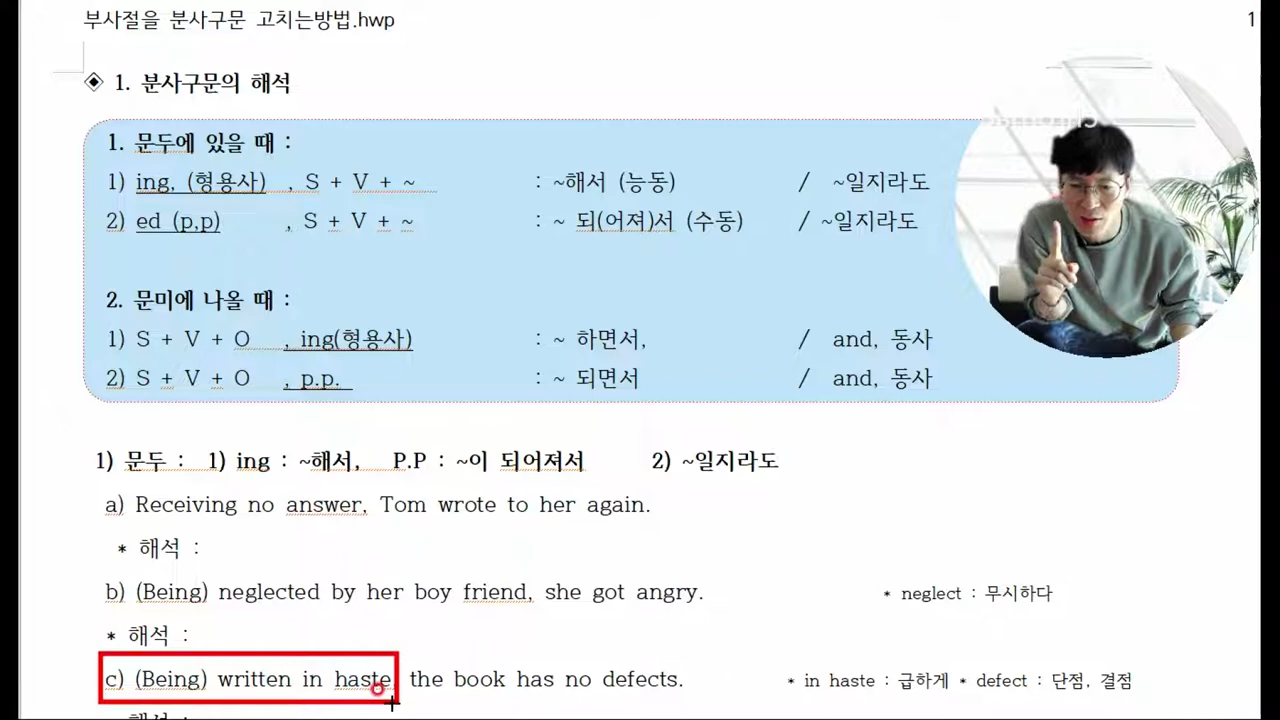 부사절을 분사구문 고치는방법.hwp 1
◈ 1. 분사구문의 해석
1. 문두에 있을 때 :
1) ing, (형용사) , S + V + ~ : ~해서 (능동) / ~일지라도
2) ed (p,p) , S + V + ~ : ~ 되(어져)서 (수동) / ~일지라도
2. 문미에 나올 때 :
1) S + V + O , ing(형용사) : ~ 하면서, / and, 동사
2) S + V + O , p.p. : ~ 되면서 / and, 동사
1) 문두 : 1) ing : ~해서, P.P : ~이 되어져서 2) ~일지라도
a) Receiving no answer, Tom wrote to her again.
* 해석 :
b) (Being) neglected by her boy friend, she got angry. * neglect : 무시하다
* 해석 :
c) (Being) written in haste, the book has no defects. * in haste : 급하게 * defect : 단점, 결점